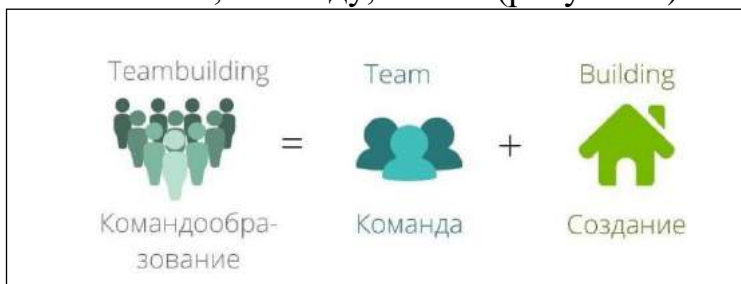 Teambuilding = Team + Building
Командообра-
зование
Команда
Создание